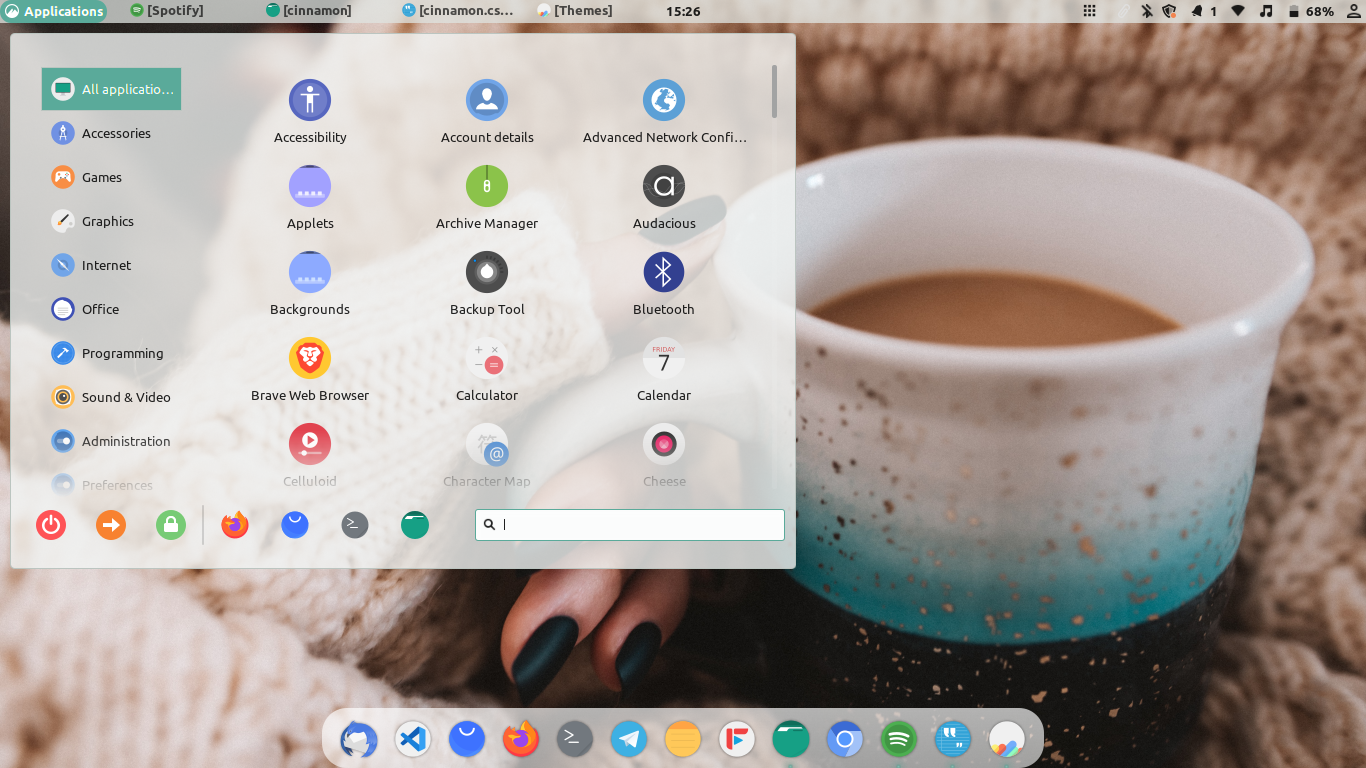 Applications
[Spotify]
[cinnamon]
[cinnamon.cs...
[Themes]
15:26
1
68%
All applicatio...
Accessories
Games
Graphics
Internet
Office
Programming
Sound & Video
Administration
Preferences
Accessibility
Account details
Advanced Network Confi...
Applets
Archive Manager
Audacious
Backgrounds
Backup Tool
Bluetooth
Brave Web Browser
Calculator
FRIDAY
7
Calendar
Celluloid
Character Map
Cheese